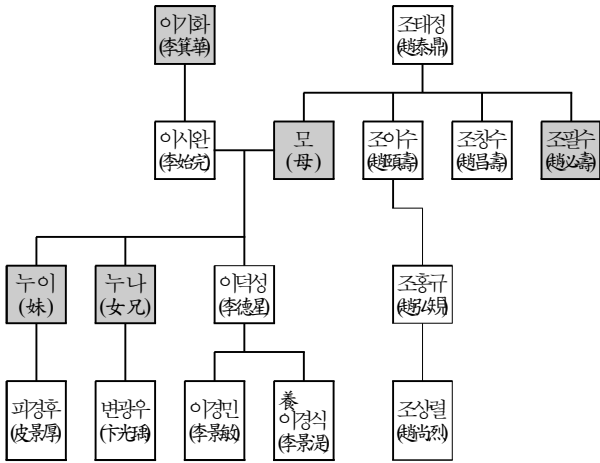 이기화
(李箕華)
조태정
(趙泰鼎)
이시완
(李始完)
모
(母)
조이수
(趙頤壽)
조창수
(趙昌壽)
조필수
(趙必壽)
누이
(妹)
누나
(女兄)
이덕성
(李德星)
조홍규
(趙弘規)
피경후
(皮景厚)
변광우
(卞光瑀)
이경민
(李景敏)
養
이경식
(李景湜)
조상렬
(趙尙烈)